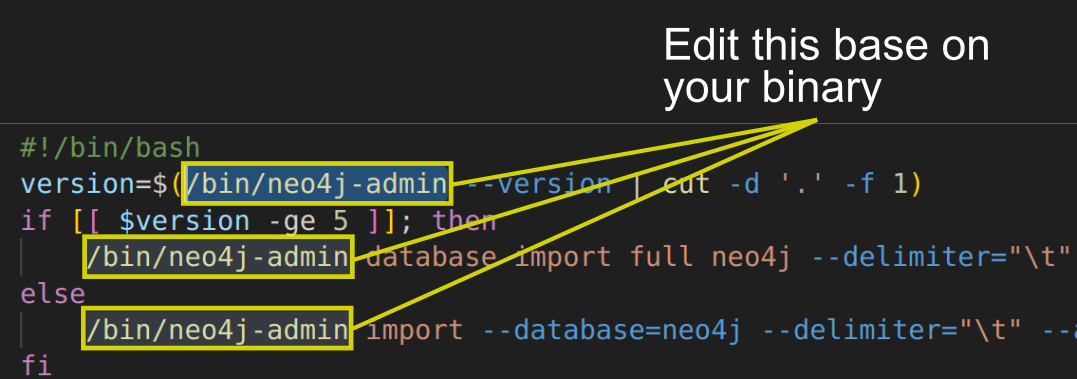 Edit this base on
your binary
#!/bin/bash
version=$(/bin/neo4j-admin --version | cut -d '.' -f 1)
if [[ $version -ge 5 ]]; then
/bin/neo4j-admin database import full neo4j --delimiter="\t"
else
/bin/neo4j-admin import --database=neo4j --delimiter="\t" --a
fi